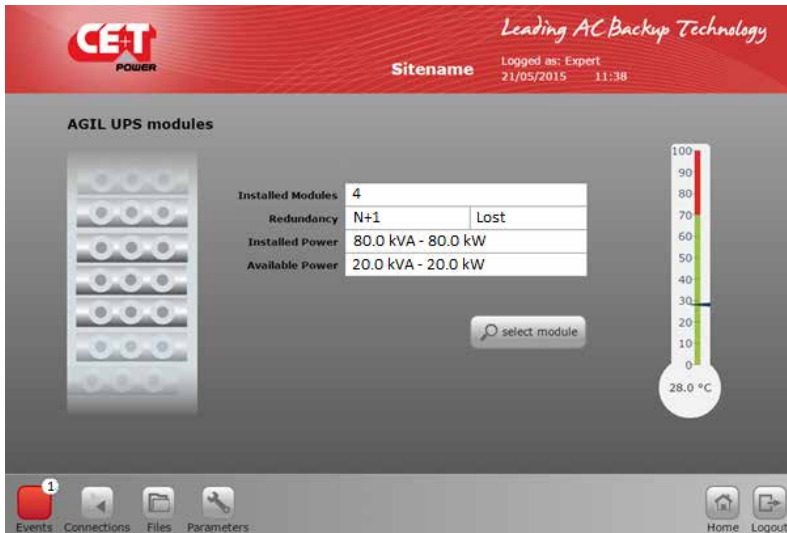 CE+T
POWER
Leading AC Backup Technology
Sitename
Logged as: Expert
21/05/2015 11:38
AGIL UPS modules
Installed Modules 4
Redundancy N+1 Lost
Installed Power 80.0 kVA - 80.0 kW
Available Power 20.0 kVA - 20.0 kW
select module
100
90
80
70
60
50
40
30
20
10
0
28.0 °C
1
Events Connections Files Parameters Home Logout